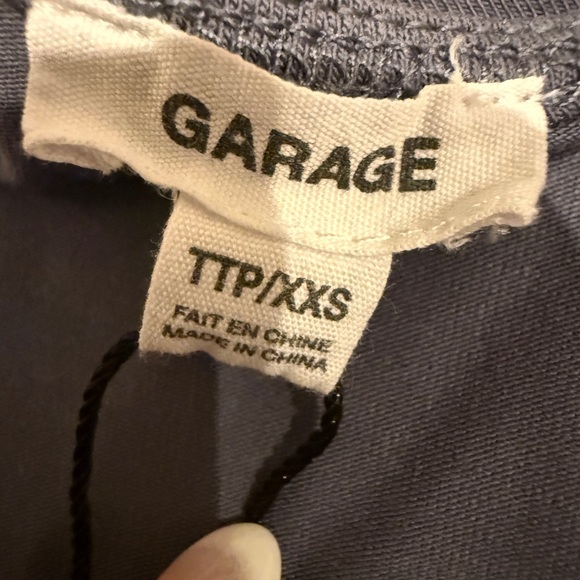 GARAGE
TTP/XXS
FAIT EN CHINE
MADE IN CHINA